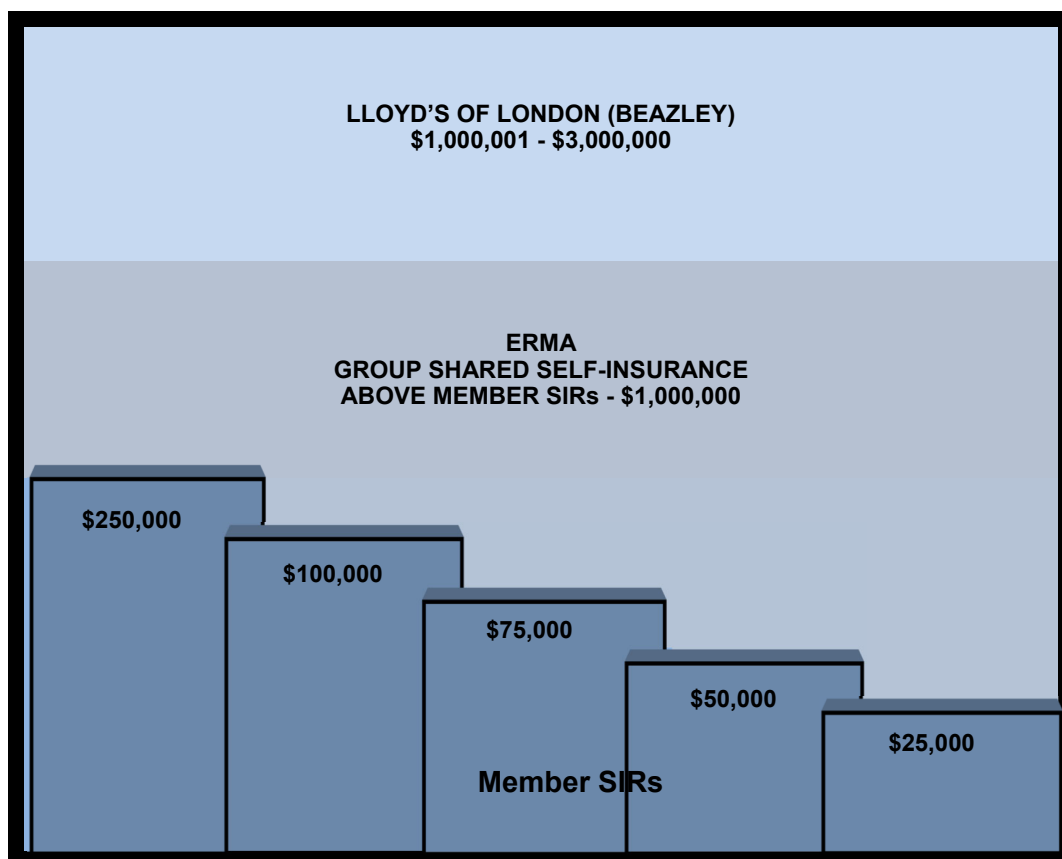 LLOYD’S OF LONDON (BEAZLEY)
$1,000,001 - $3,000,000
ERMA
GROUP SHARED SELF-INSURANCE
ABOVE MEMBER SIRs - $1,000,000
$250,000
$100,000
$75,000
$50,000
$25,000
Member SIRs